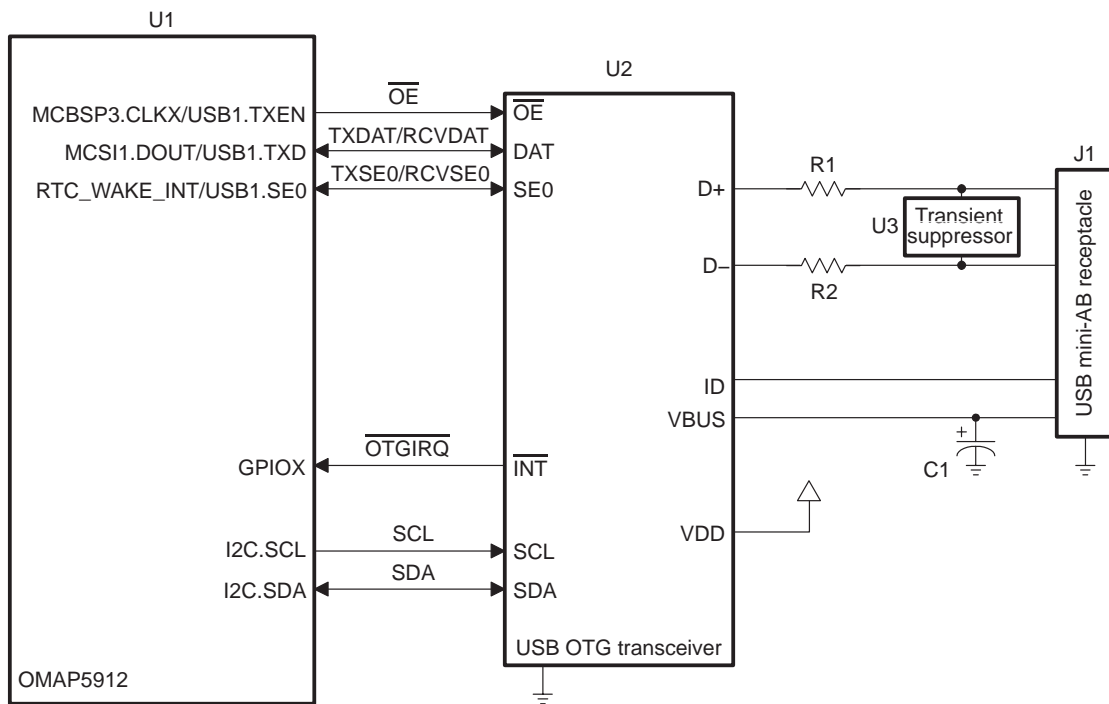 U1
MCBSP3.CLKX/USB1.TXEN
MCSI1.DOUT/USB1.TXD
RTC_WAKE_INT/USB1.SE0
GPIOX
I2C.SCL
I2C.SDA
OMAP5912
OE
TXDAT/RCVDAT
TXSE0/RCVSE0
OTGIRQ
SCL
SDA
U2
OE
DAT
SE0
INT
SCL
SDA
D+
D–
ID
VBUS
VDD
USB OTG transceiver
R1
R2
U3
Transient
suppressor
+
C1
J1
USB mini-AB receptacle